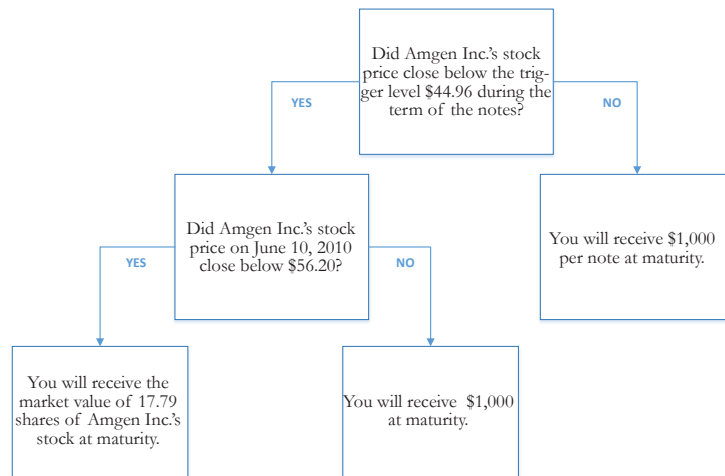 Did Amgen Inc.'s stock
price close below the trig-
ger level $44.96 during the
term of the notes?
YES
NO
Did Amgen Inc.'s stock
price on June 10, 2010
close below $56.20?
You will receive $1,000
per note at maturity.
YES
NO
You will receive the
market value of 17.79
shares of Amgen Inc.'s
stock at maturity.
You will receive $1,000
at maturity.